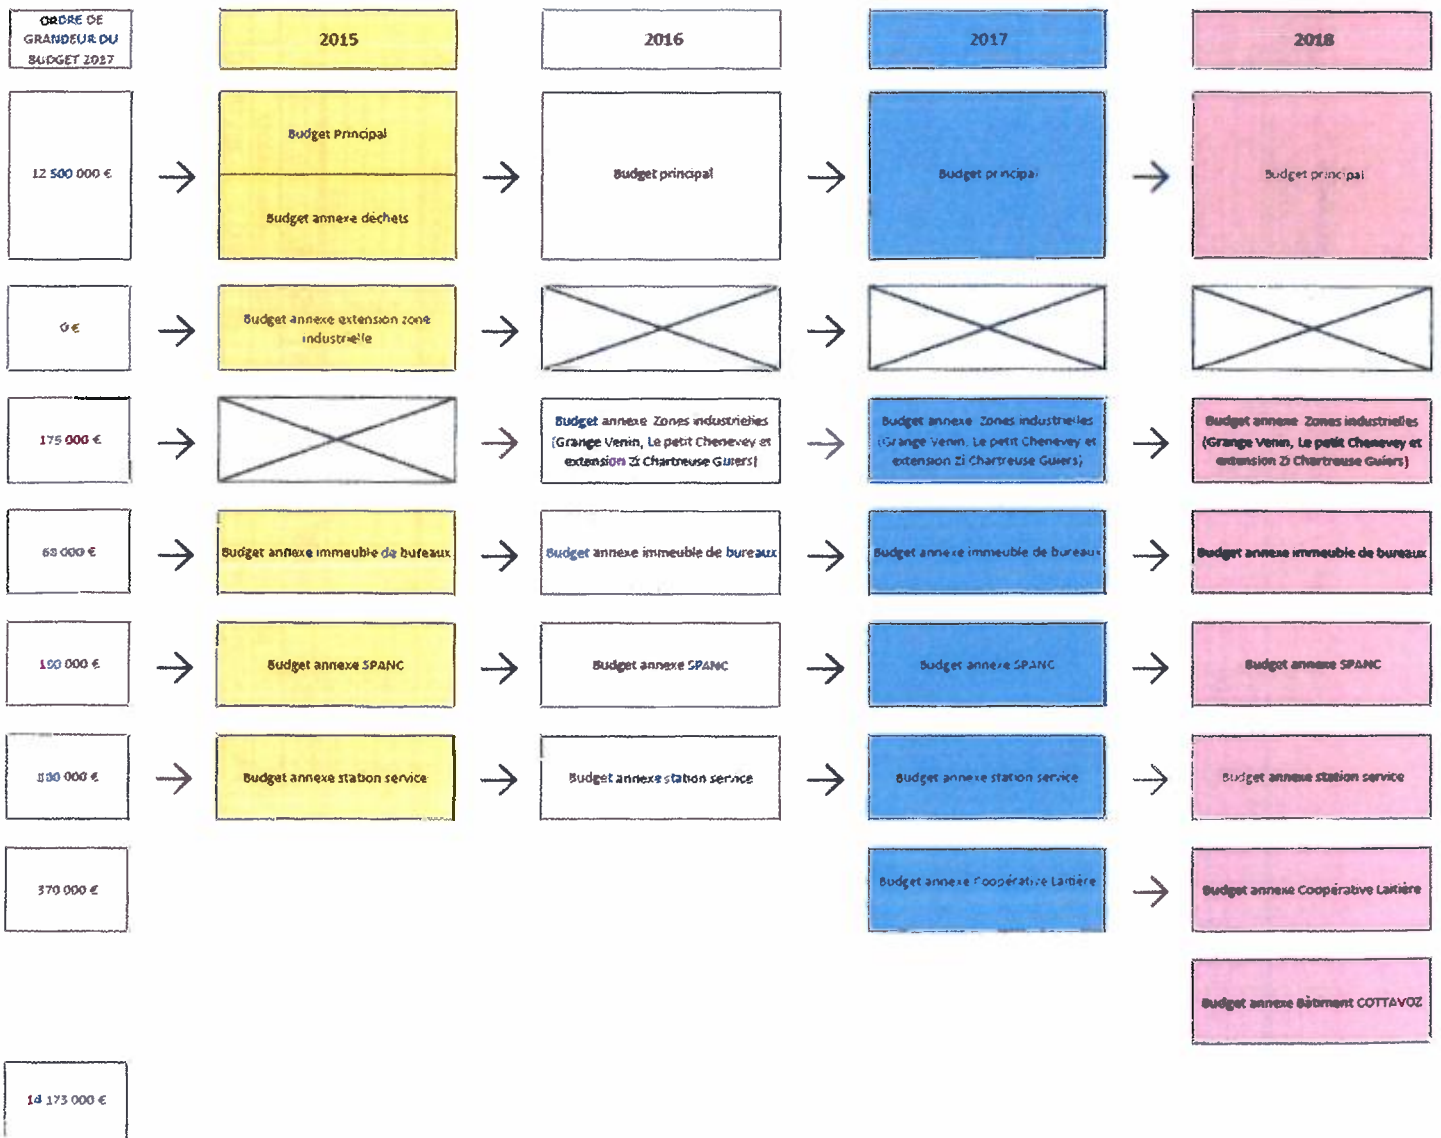 ORDRE DE
GRANDEUR DU
BUDGET 2017
2015
2016
2017
2018
12 500 000 €
Budget Principal
Budget annexe déchets
Budget principal
Budget principal
Budget principal
0 €
Budget annexe extension zone
industrielle
175 000 €
Budget annexe Zones industrielles
(Grange Venin, Le petit Chenevey et
extension Zi Chartreuse Guiers)
Budget annexe Zones industrielles
(Grange Venin, Le petit Chenevey et
extension Zi Chartreuse Guiers)
Budget annexe Zones industrielles
(Grange Venin, Le petit Chenevey et
extension Zi Chartreuse Guiers)
68 000 €
Budget annexe immeuble de bureaux
Budget annexe immeuble de bureaux
Budget annexe immeuble de bureaux
Budget annexe immeuble de bureaux
180 000 €
Budget annexe SPANC
Budget annexe SPANC
Budget annexe SPANC
Budget annexe SPANC
880 000 €
Budget annexe station service
Budget annexe station service
Budget annexe station service
Budget annexe station service
370 000 €
Budget annexe Coopérative Laitière
Budget annexe Coopérative Laitière
Budget annexe Bâtiment COTTAVOZ
14 173 000 €